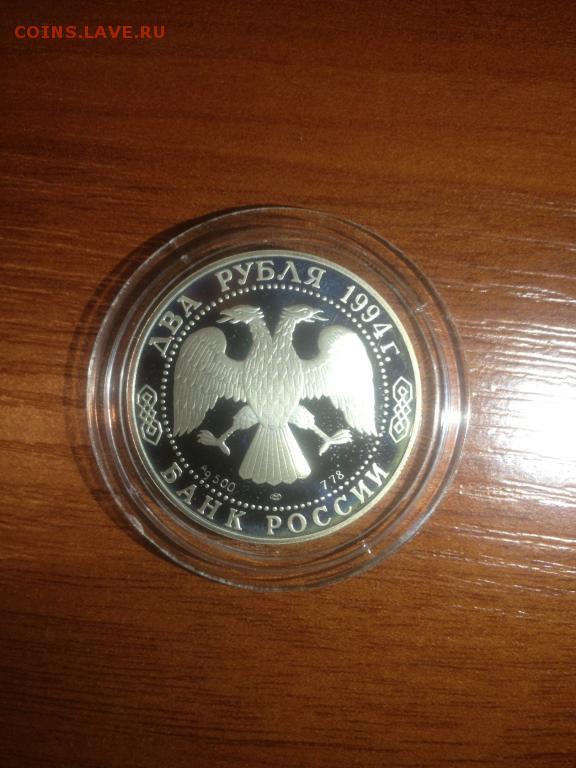 COINS.LAVE.RU
ДВА РУБЛЯ 1994 г.
Ag 500
7.78
БАНК РОССИИ